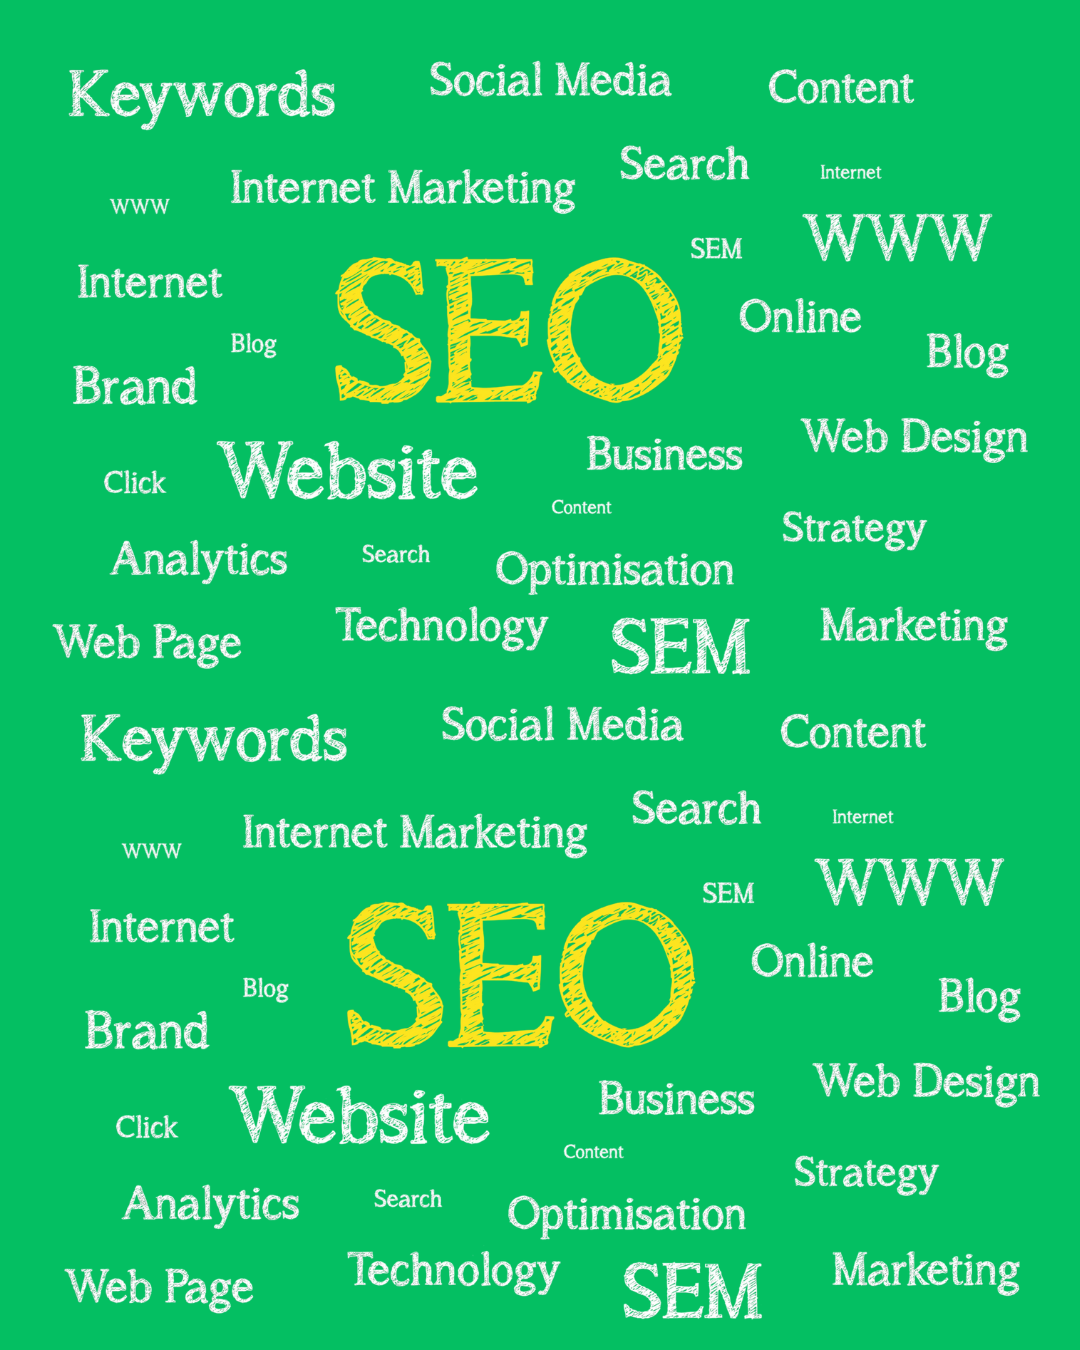 Keywords
Social Media
Content
Search
Internet
www
Internet Marketing
WWW
SEM
Internet
SEO
Online
Blog
Blog
Brand
Web Design
Website
Business
Click
Content
Strategy
Analytics
Search
Optimisation
Web Page
Technology
SEM
Marketing
Keywords
Social Media
Content
Search
Internet
www
Internet Marketing
WWW
SEM
Internet
SEO
Online
Blog
Blog
Brand
Web Design
Website
Business
Click
Content
Strategy
Analytics
Search
Optimisation
Web Page
Technology
SEM
Marketing